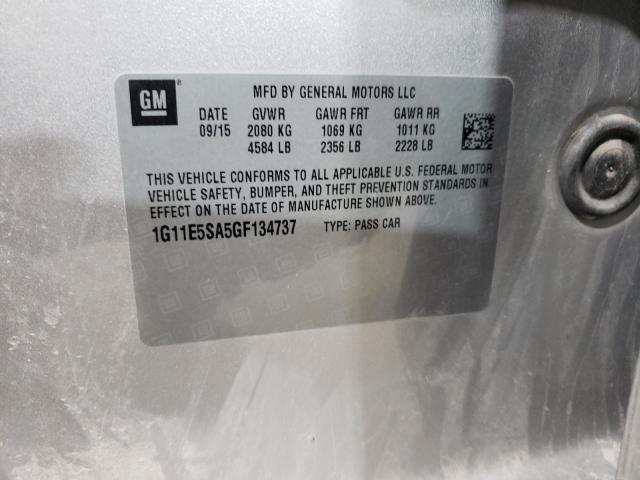 GM
MFD BY GENERAL MOTORS LLC
DATE GVWR GAWR FRT GAWR RR
09/15 2080 KG 1069 KG 1011 KG
4584 LB 2356 LB 2228 LB
THIS VEHICLE CONFORMS TO ALL APPLICABLE U.S. FEDERAL MOTOR
VEHICLE SAFETY, BUMPER, AND THEFT PREVENTION STANDARDS IN
EFFECT ON THE DATE OF MANUFACTURE SHOWN ABOVE.
1G11E5SA5GF134737 TYPE: PASS CAR